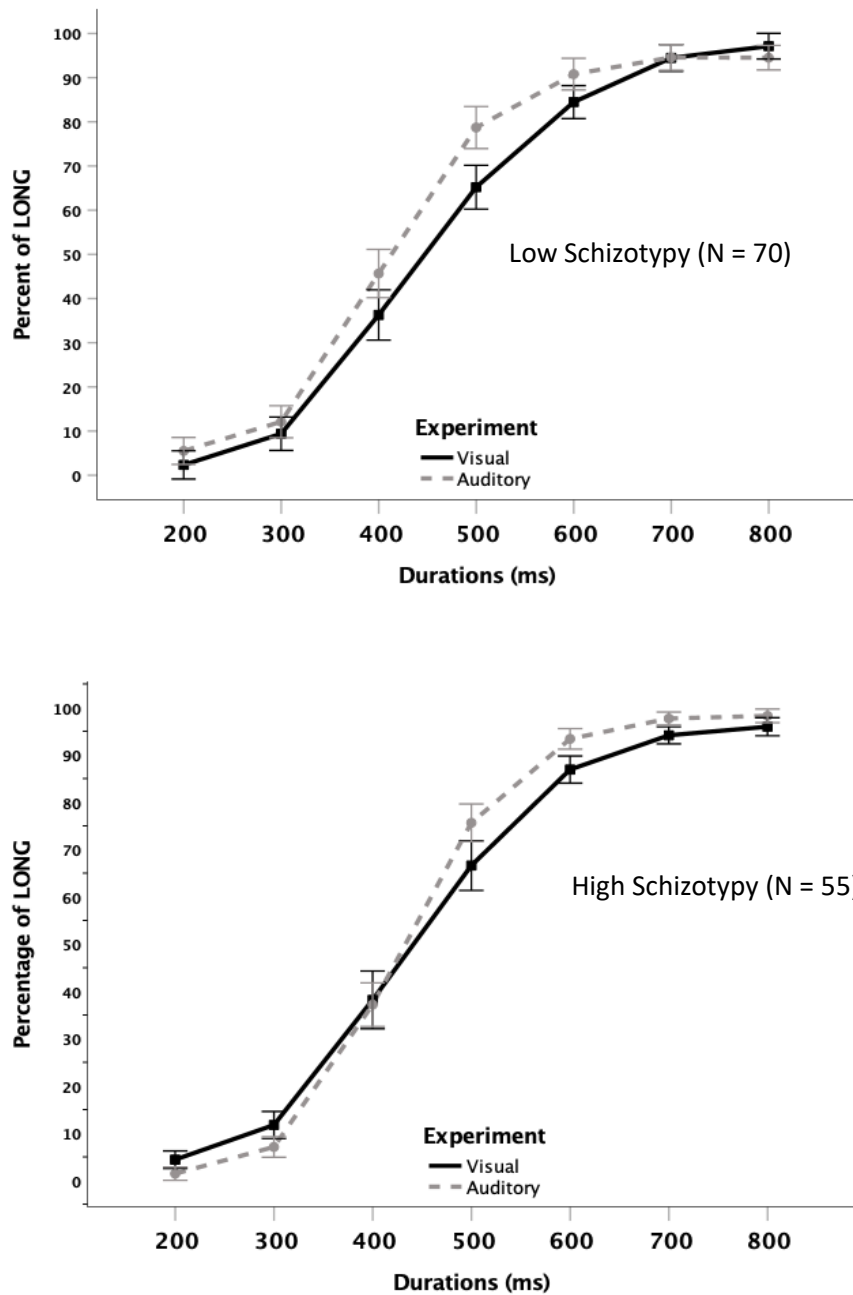 100
90
80
70
60
50
40
30
20
10
0
Percent of LONG
Low Schizotypy (N = 70)
Experiment
Visual
Auditory
200 300 400 500 600 700 800
Durations (ms)
100
90
80
70
60
50
40
30
20
10
0
Percentage of LONG
High Schizotypy (N = 55)
Experiment
Visual
Auditory
200 300 400 500 600 700 800
Durations (ms)